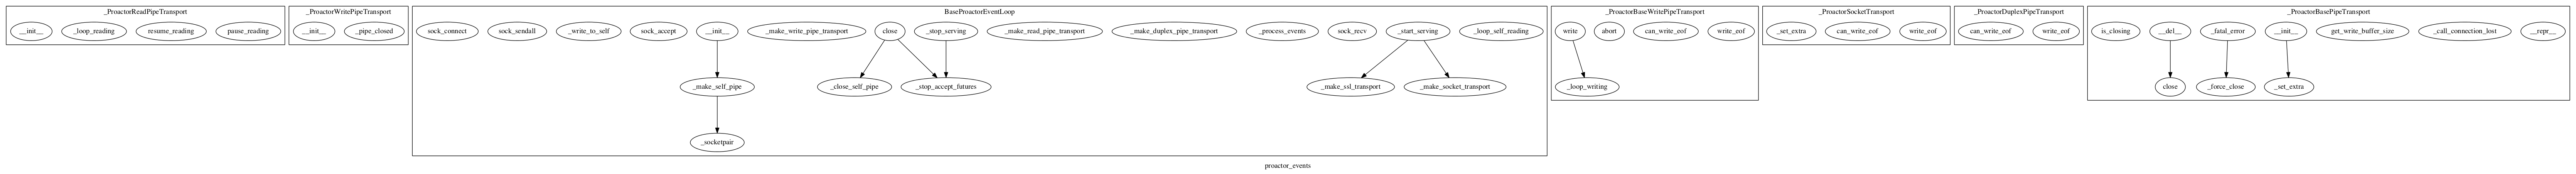 _ProactorReadPipeTransport
__init__
_loop_reading
resume_reading
pause_reading
_ProactorWritePipeTransport
__init__
_pipe_closed
BaseProactorEventLoop
sock_connect
sock_sendall
_write_to_self
sock_accept
__init__
_make_write_pipe_transport
close
_stop_serving
_make_read_pipe_transport
_make_duplex_pipe_transport
_process_events
sock_recv
_start_serving
_loop_self_reading
_make_self_pipe
_close_self_pipe
_stop_accept_futures
_make_ssl_transport
_make_socket_transport
_socketpair
_ProactorBaseWritePipeTransport
write
abort
can_write_eof
write_eof
_loop_writing
_ProactorSocketTransport
_set_extra
can_write_eof
write_eof
_ProactorDuplexPipeTransport
can_write_eof
write_eof
_ProactorBasePipeTransport
is_closing
__del__
_fatal_error
__init__
get_write_buffer_size
_call_connection_lost
__repr__
close
_force_close
_set_extra
proactor_events